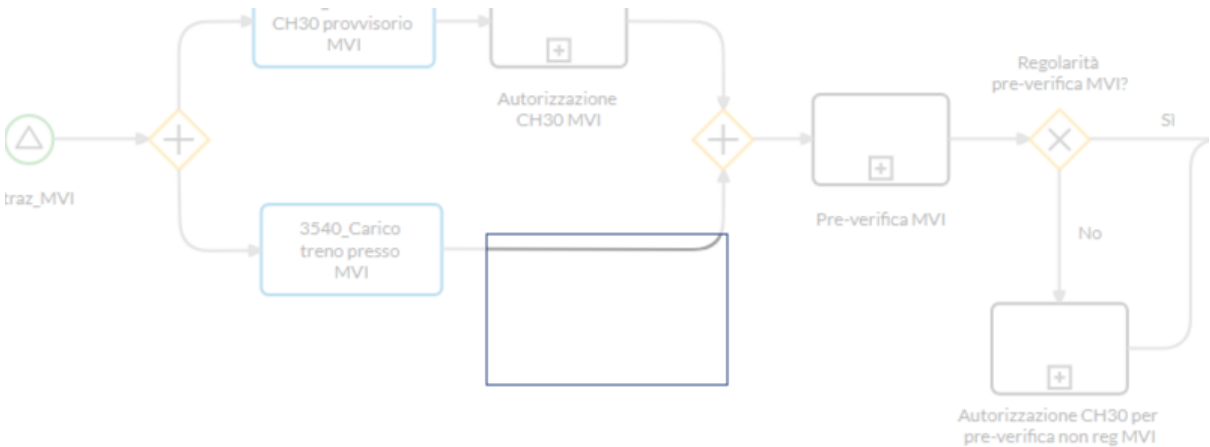 CH30 provvisorio
MVI
Autorizzazione
CH30 MVI
Regolarità
pre-verifica MVI?
Sì
traz_MVI
3540_Carico
treno presso
MVI
Pre-verifica MVI
No
Autorizzazione CH30 per
pre-verifica non reg MVI